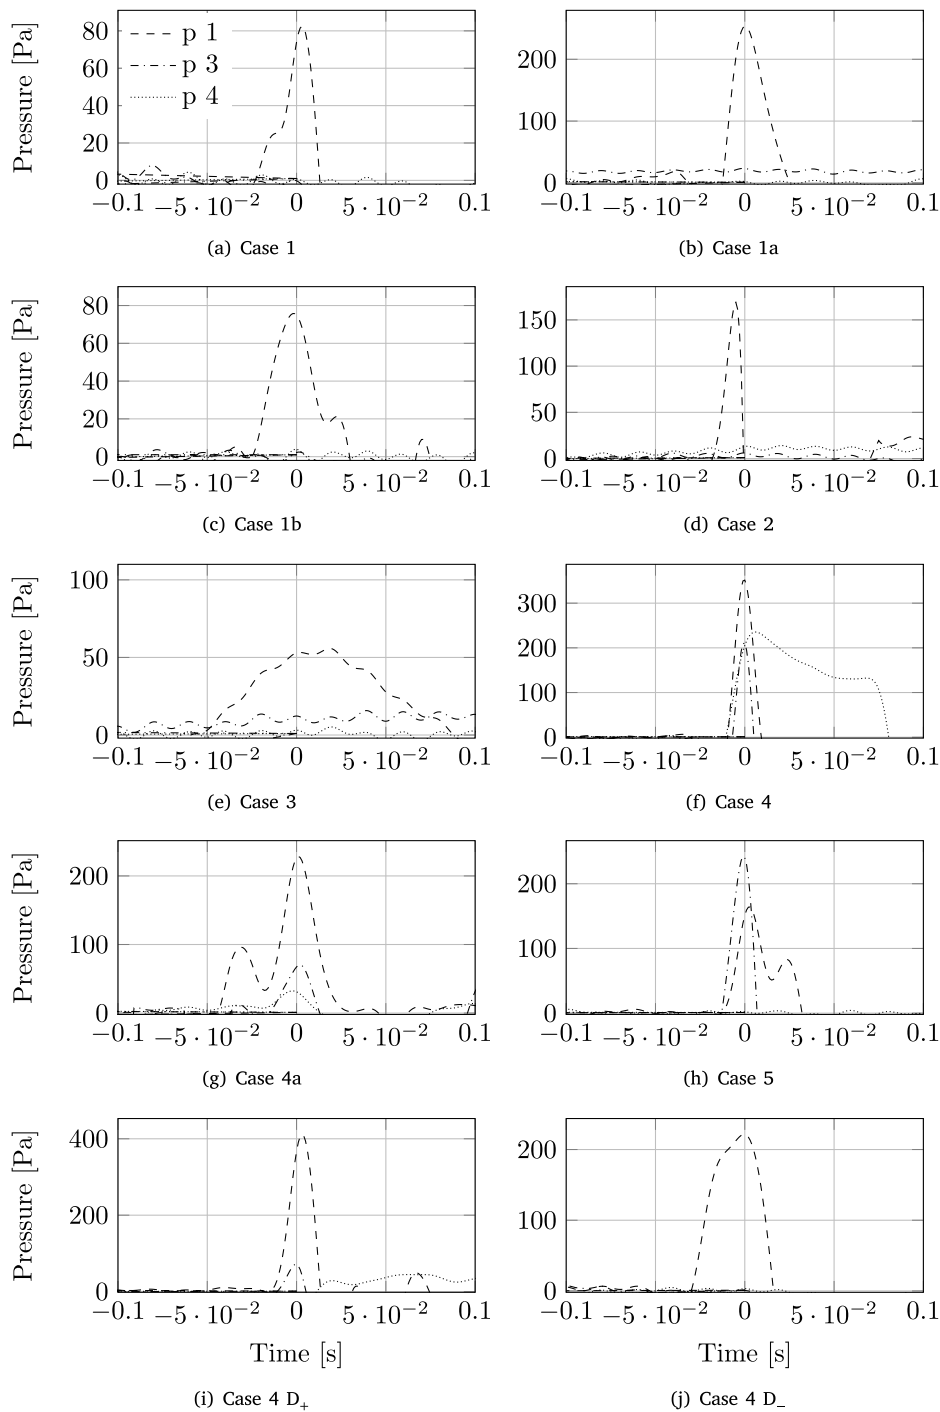 Pressure [Pa]
80
60
40
20
0
p 1
p 3
p 4
−0.1 −5 · 10−2 0 5 · 10−2 0.1
(a) Case 1
200
100
0
−0.1 −5 · 10−2 0 5 · 10−2 0.1
(b) Case 1a
Pressure [Pa]
80
60
40
20
0
−0.1 −5 · 10−2 0 5 · 10−2 0.1
(c) Case 1b
150
100
50
0
−0.1 −5 · 10−2 0 5 · 10−2 0.1
(d) Case 2
Pressure [Pa]
100
50
0
−0.1 −5 · 10−2 0 5 · 10−2 0.1
(e) Case 3
300
200
100
0
−0.1 −5 · 10−2 0 5 · 10−2 0.1
(f) Case 4
Pressure [Pa]
200
100
0
−0.1 −5 · 10−2 0 5 · 10−2 0.1
(g) Case 4a
200
100
0
−0.1 −5 · 10−2 0 5 · 10−2 0.1
(h) Case 5
Pressure [Pa]
400
200
0
−0.1 −5 · 10−2 0 5 · 10−2 0.1
Time [s]
(i) Case 4 D+
200
100
0
−0.1 −5 · 10−2 0 5 · 10−2 0.1
Time [s]
(j) Case 4 D−